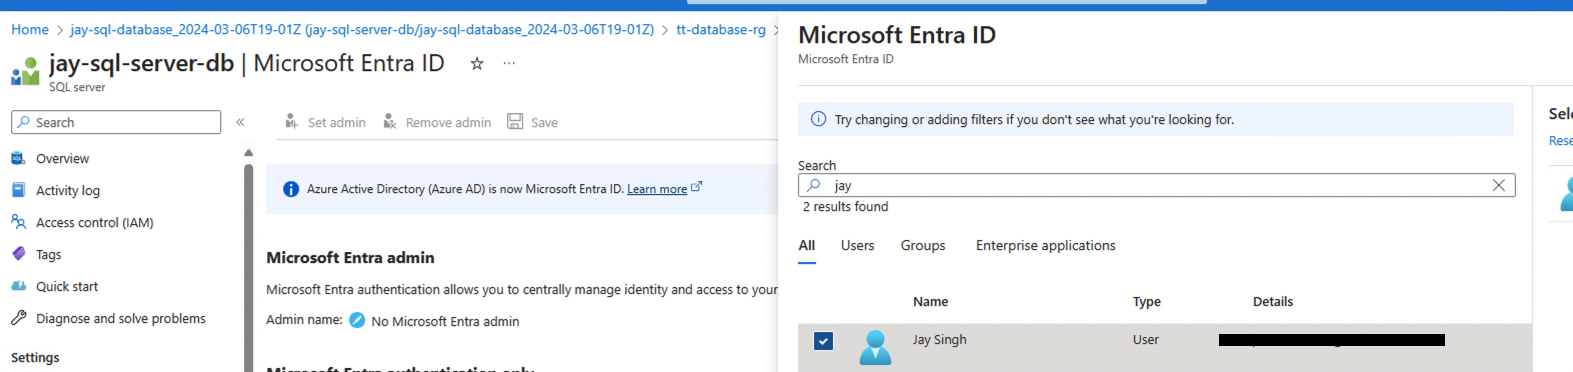 Home > jay-sql-database_2024-03-06T19-01Z (jay-sql-server-db/jay-sql-database_2024-03-06T19-01Z) > tt-database-rg >
jay-sql-server-db | Microsoft Entra ID
SQL server
Search
Overview
Activity log
Access control (IAM)
Tags
Quick start
Diagnose and solve problems
Settings
Set admin Remove admin Save
Azure Active Directory (Azure AD) is now Microsoft Entra ID. Learn more
Microsoft Entra admin
Microsoft Entra authentication allows you to centrally manage identity and access to your
Admin name: No Microsoft Entra admin
Microsoft Entra authentication only
Microsoft Entra ID
Microsoft Entra ID
Try changing or adding filters if you don't see what you're looking for.
Search
jay
2 results found
All Users Groups Enterprise applications
Name Type Details
Jay Singh User